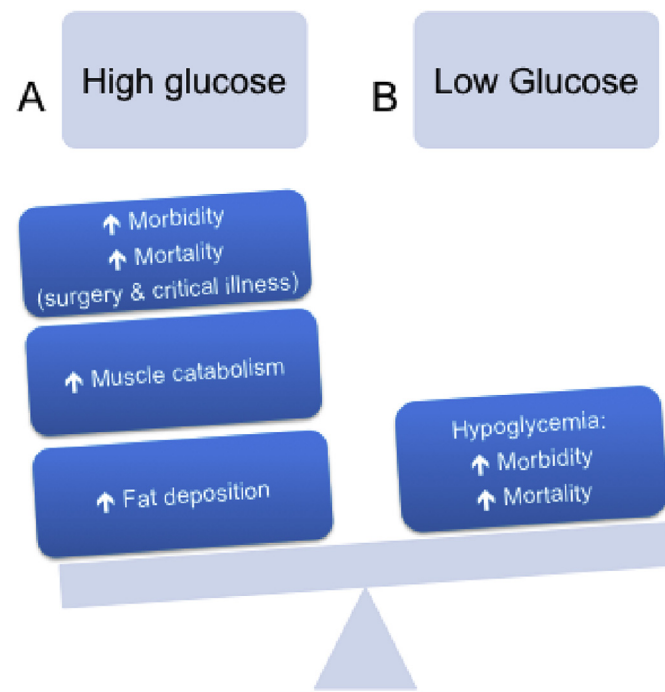 A
High glucose
B
Low Glucose
↑ Morbidity
↑ Mortality
(surgery & critical illness)
↑ Muscle catabolism
↑ Fat deposition
Hypoglycemia:
↑ Morbidity
↑ Mortality